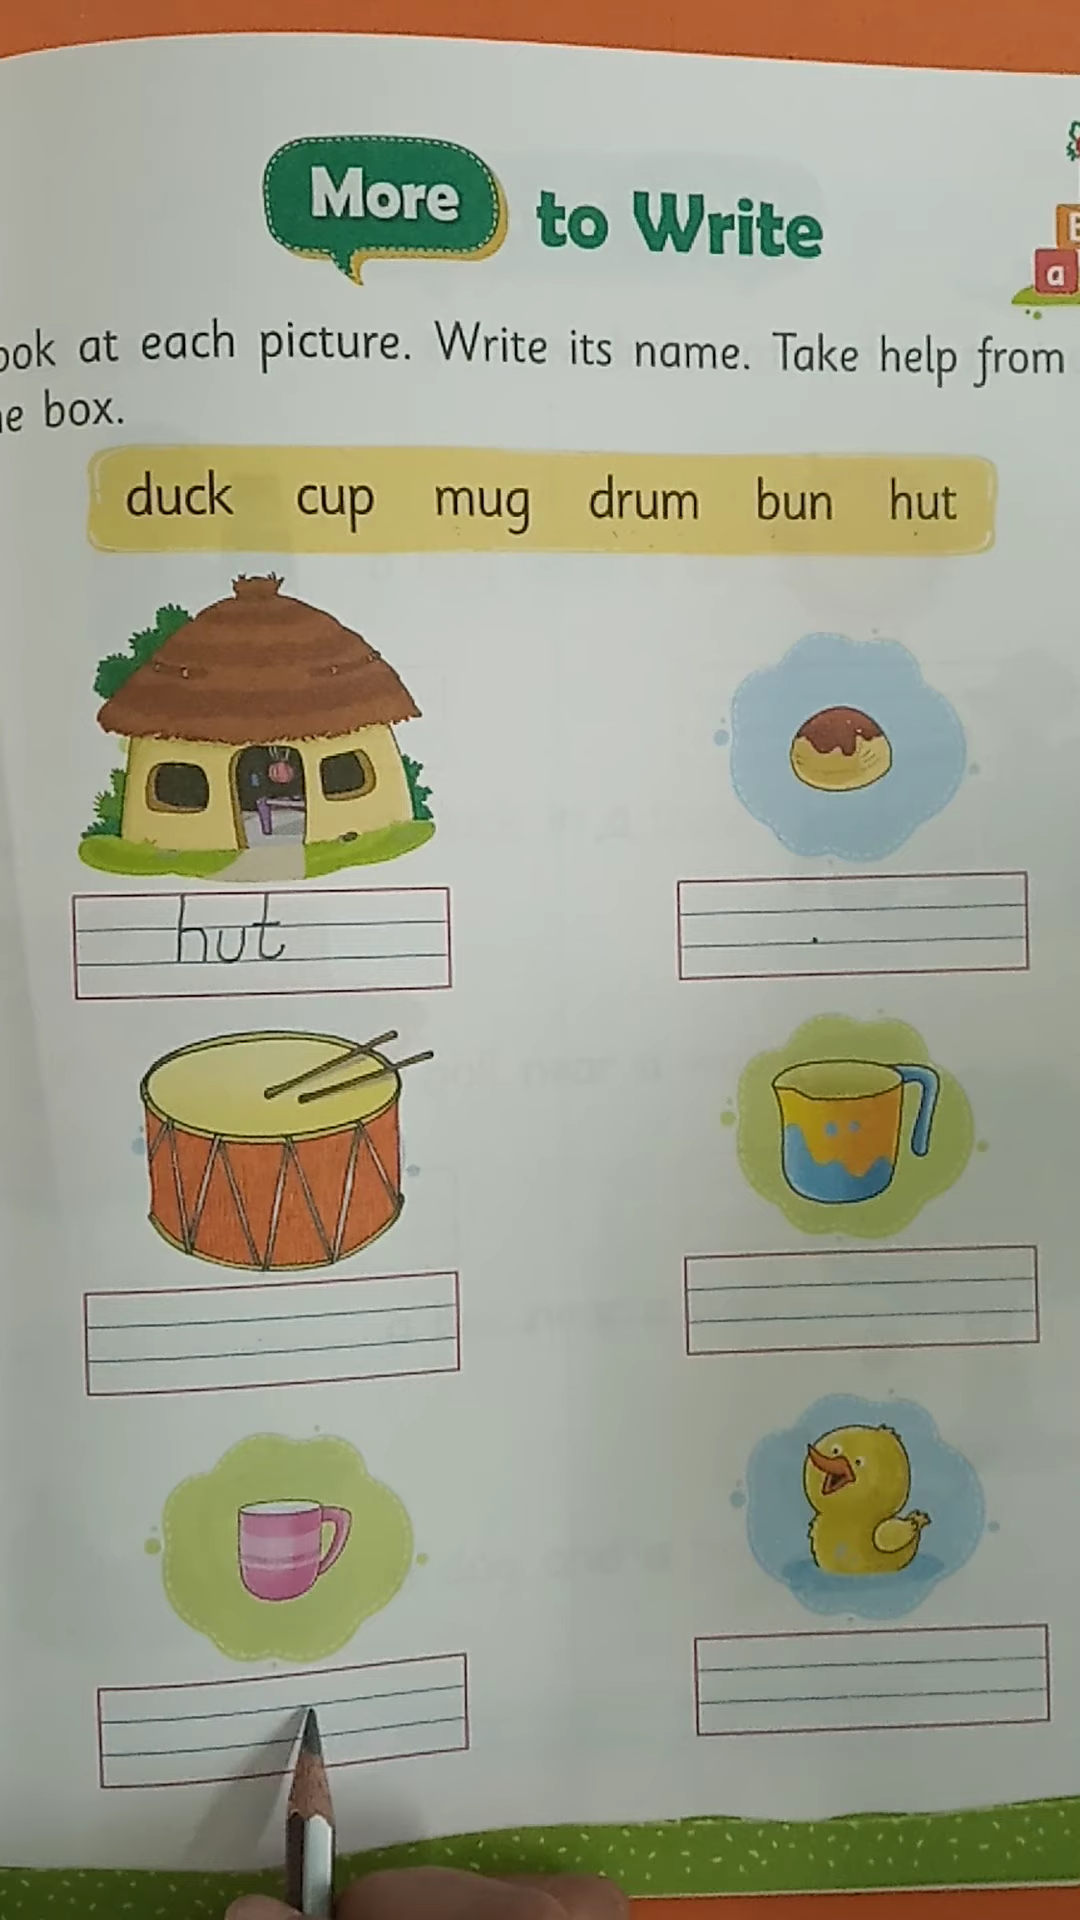 More to Write
ook at each picture. Write its name. Take help from
e box.
duck cup mug drum bun hut
hut
a